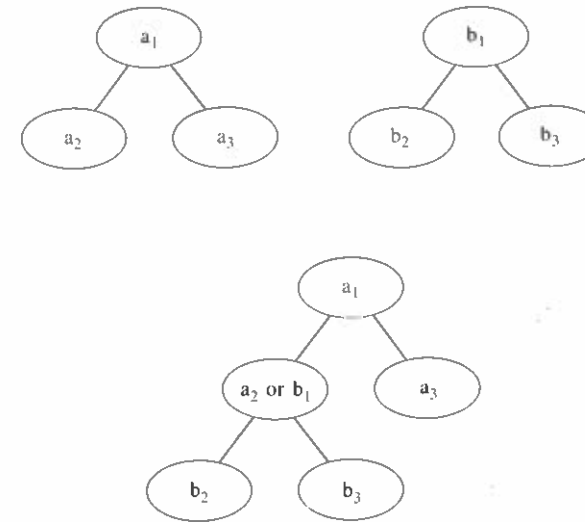 a₁ b₁
a₂ a₃ b₂ b₃
a₁
a₂ or b₁ a₃
b₂ b₃